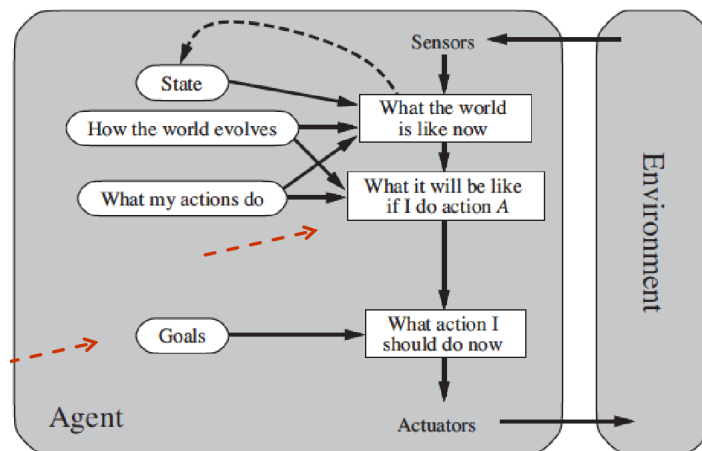 Sensors
State
What the world
is like now
How the world evolves
What it will be like
if I do action A
What my actions do
Goals
What action I
should do now
Agent
Actuators
Environment